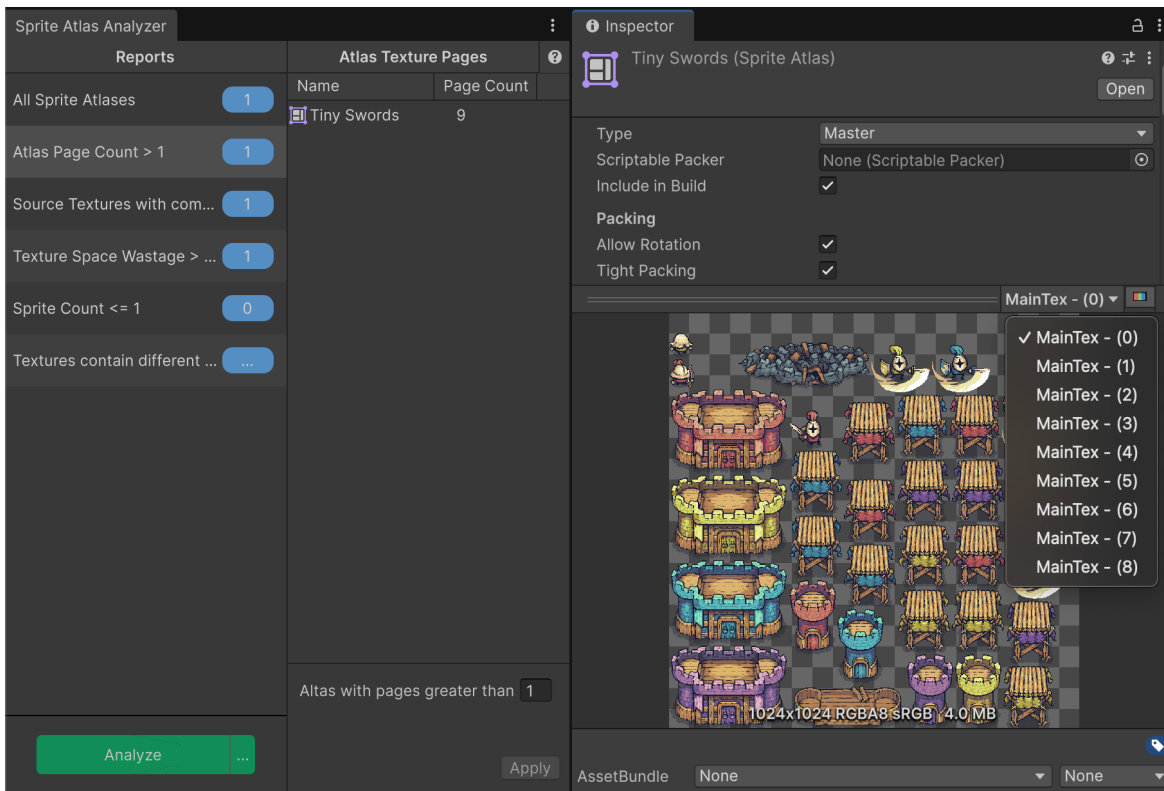 Sprite Atlas Analyzer
Reports
All Sprite Atlases 1
Atlas Page Count > 1 1
Source Textures with com... 1
Texture Space Wastage > ... 1
Sprite Count <= 1 0
Textures contain different ... ...
Analyze ...
Atlas Texture Pages
Name Page Count
Tiny Swords 9
Altas with pages greater than 1
Apply
Inspector
Tiny Swords (Sprite Atlas)
Open
Type Master
Scriptable Packer None (Scriptable Packer)
Include in Build
Packing
Allow Rotation
Tight Packing
MainTex - (0)
MainTex - (0)
MainTex - (1)
MainTex - (2)
MainTex - (3)
MainTex - (4)
MainTex - (5)
MainTex - (6)
MainTex - (7)
MainTex - (8)
1024x1024 RGBA8 sRGB 4.0 MB
AssetBundle None None